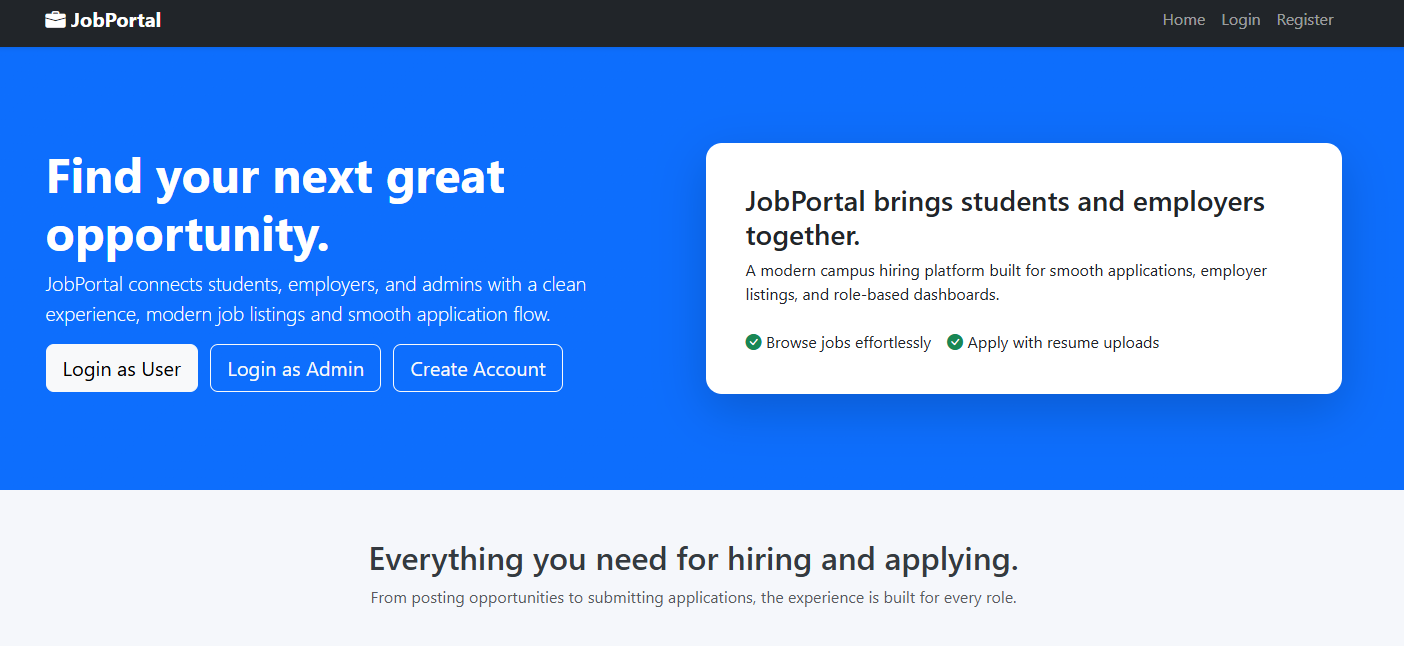 JobPortal
Home Login Register
Find your next great
opportunity.
JobPortal connects students, employers, and admins with a clean
experience, modern job listings and smooth application flow.
Login as User Login as Admin Create Account
JobPortal brings students and employers
together.
A modern campus hiring platform built for smooth applications, employer
listings, and role-based dashboards.
Browse jobs effortlessly Apply with resume uploads
Everything you need for hiring and applying.
From posting opportunities to submitting applications, the experience is built for every role.